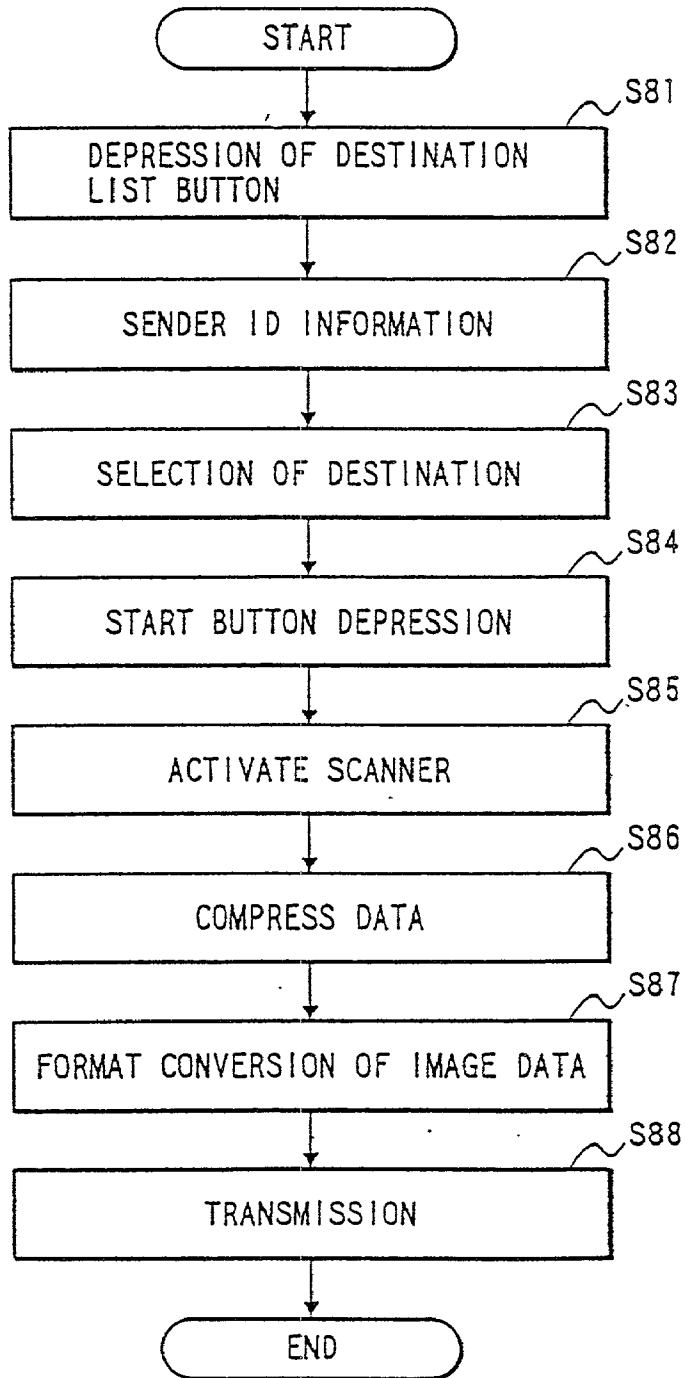 START
S81
DEPRESSION OF DESTINATION
LIST BUTTON
S82
SENDER ID INFORMATION
S83
SELECTION OF DESTINATION
S84
START BUTTON DEPRESSION
S85
ACTIVATE SCANNER
S86
COMPRESS DATA
S87
FORMAT CONVERSION OF IMAGE DATA
S88
TRANSMISSION
END